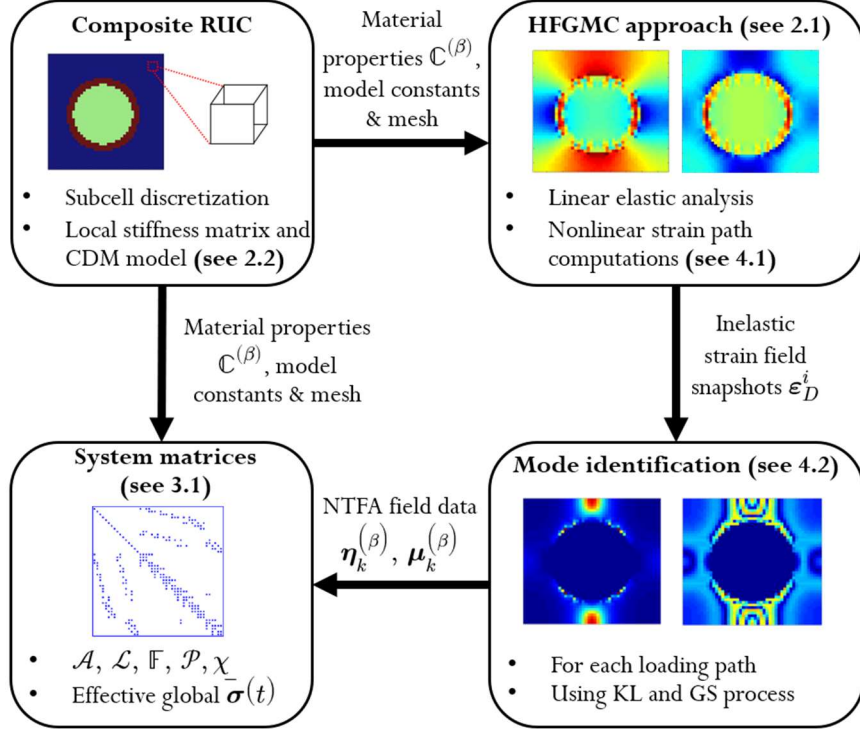 Composite RUC
• Subcell discretization
• Local stiffness matrix and
CDM model (see 2.2)
Material
properties ℂ^(β),
model constants
& mesh
HFGMC approach (see 2.1)
• Linear elastic analysis
• Nonlinear strain path
computations (see 4.1)
Material properties
ℂ^(β), model
constants & mesh
Inelastic
strain field
snapshots ε_D^i
System matrices
(see 3.1)
• 𝒜, ℒ, 𝔽, 𝒫, χ
• Effective global σ̄(t)
NTFA field data
η_k^(β), μ_k^(β)
Mode identification (see 4.2)
• For each loading path
• Using KL and GS process